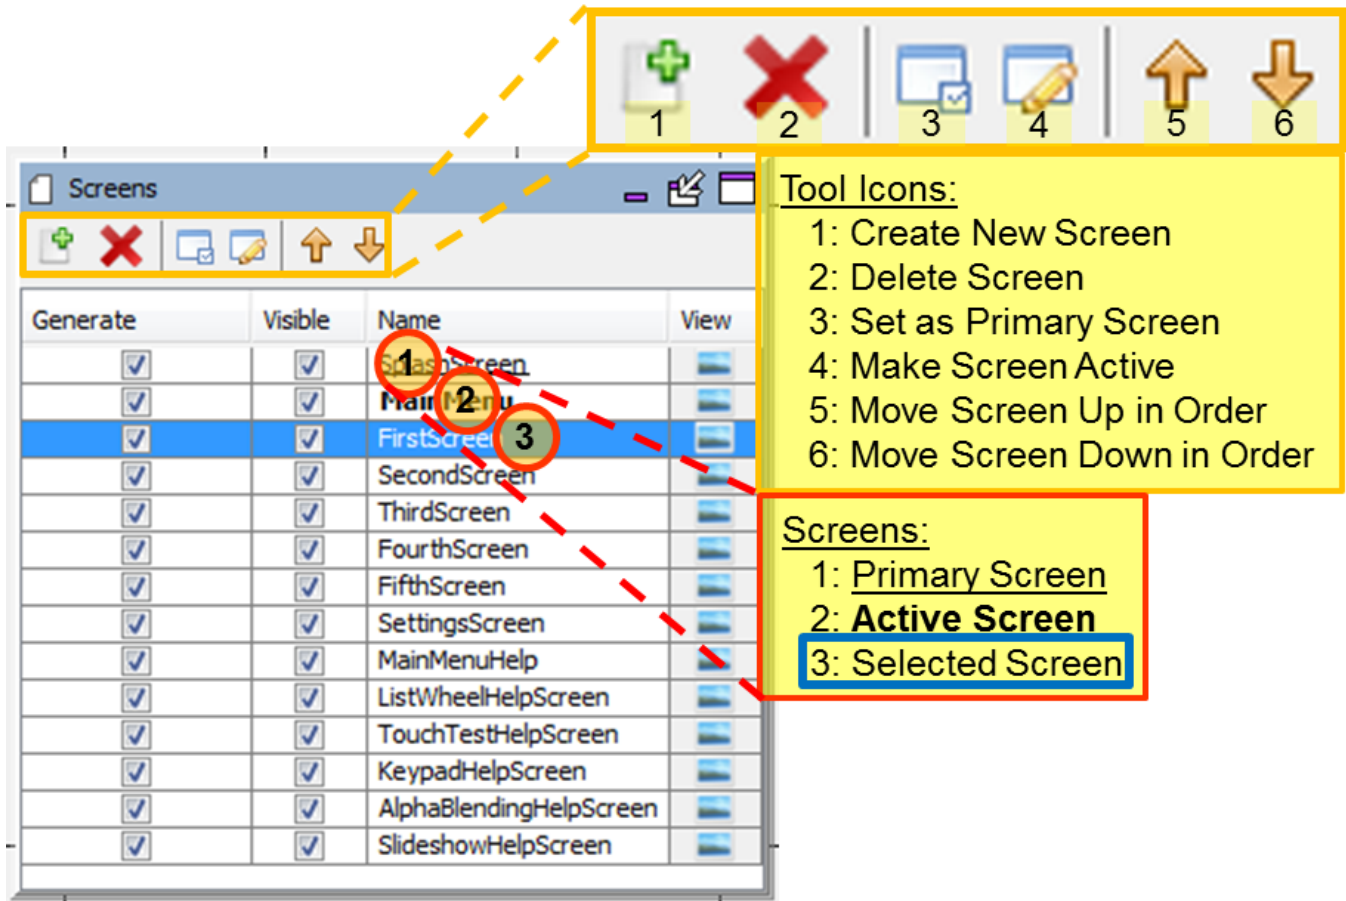 1 2 3 4 5 6
Screens
Tool Icons:
1: Create New Screen
2: Delete Screen
3: Set as Primary Screen
4: Make Screen Active
5: Move Screen Up in Order
6: Move Screen Down in Order
Generate Visible Name View
SplashScreen
1
MainMenu
2
FirstScreen
3
SecondScreen
ThirdScreen
FourthScreen
FifthScreen
SettingsScreen
MainMenuHelp
ListWheelHelpScreen
TouchTestHelpScreen
KeypadHelpScreen
AlphaBlendingHelpScreen
SlideshowHelpScreen
Screens:
1: Primary Screen
2: Active Screen
3: Selected Screen